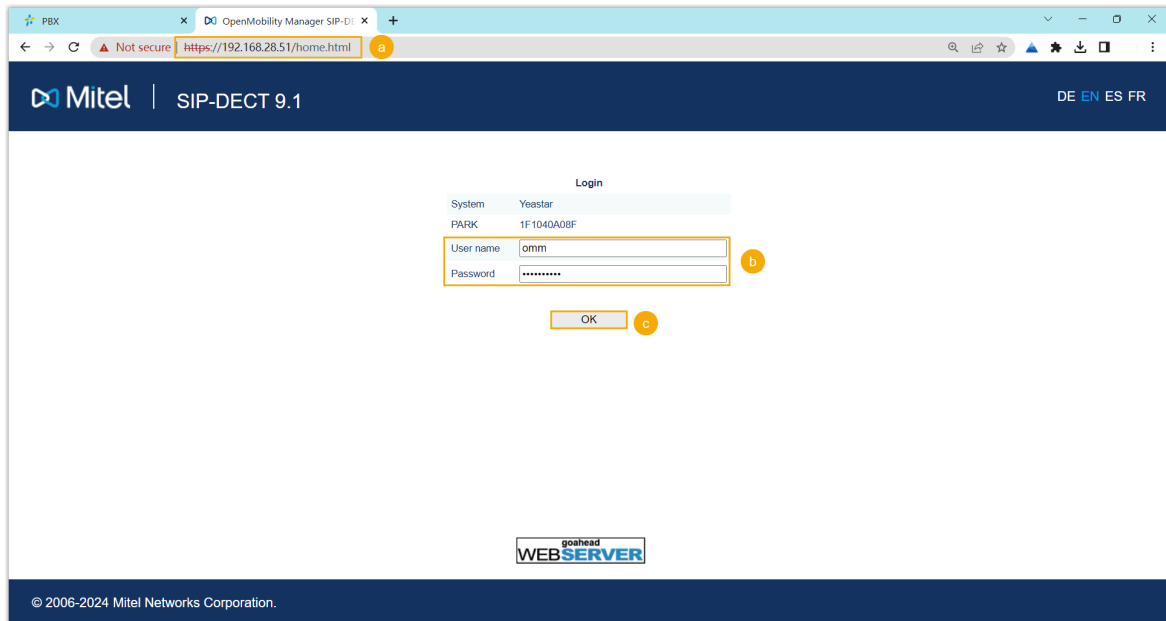 PBX
OpenMobility Manager SIP-DE
Not secure https://192.168.28.51/home.html a
Mitel SIP-DECT 9.1 DE EN ES FR
Login
System Yeastar
PARK 1F1040A08F
User name omm
b
Password ••••••••••
OK c
goahead
WEBSERVER
© 2006-2024 Mitel Networks Corporation.